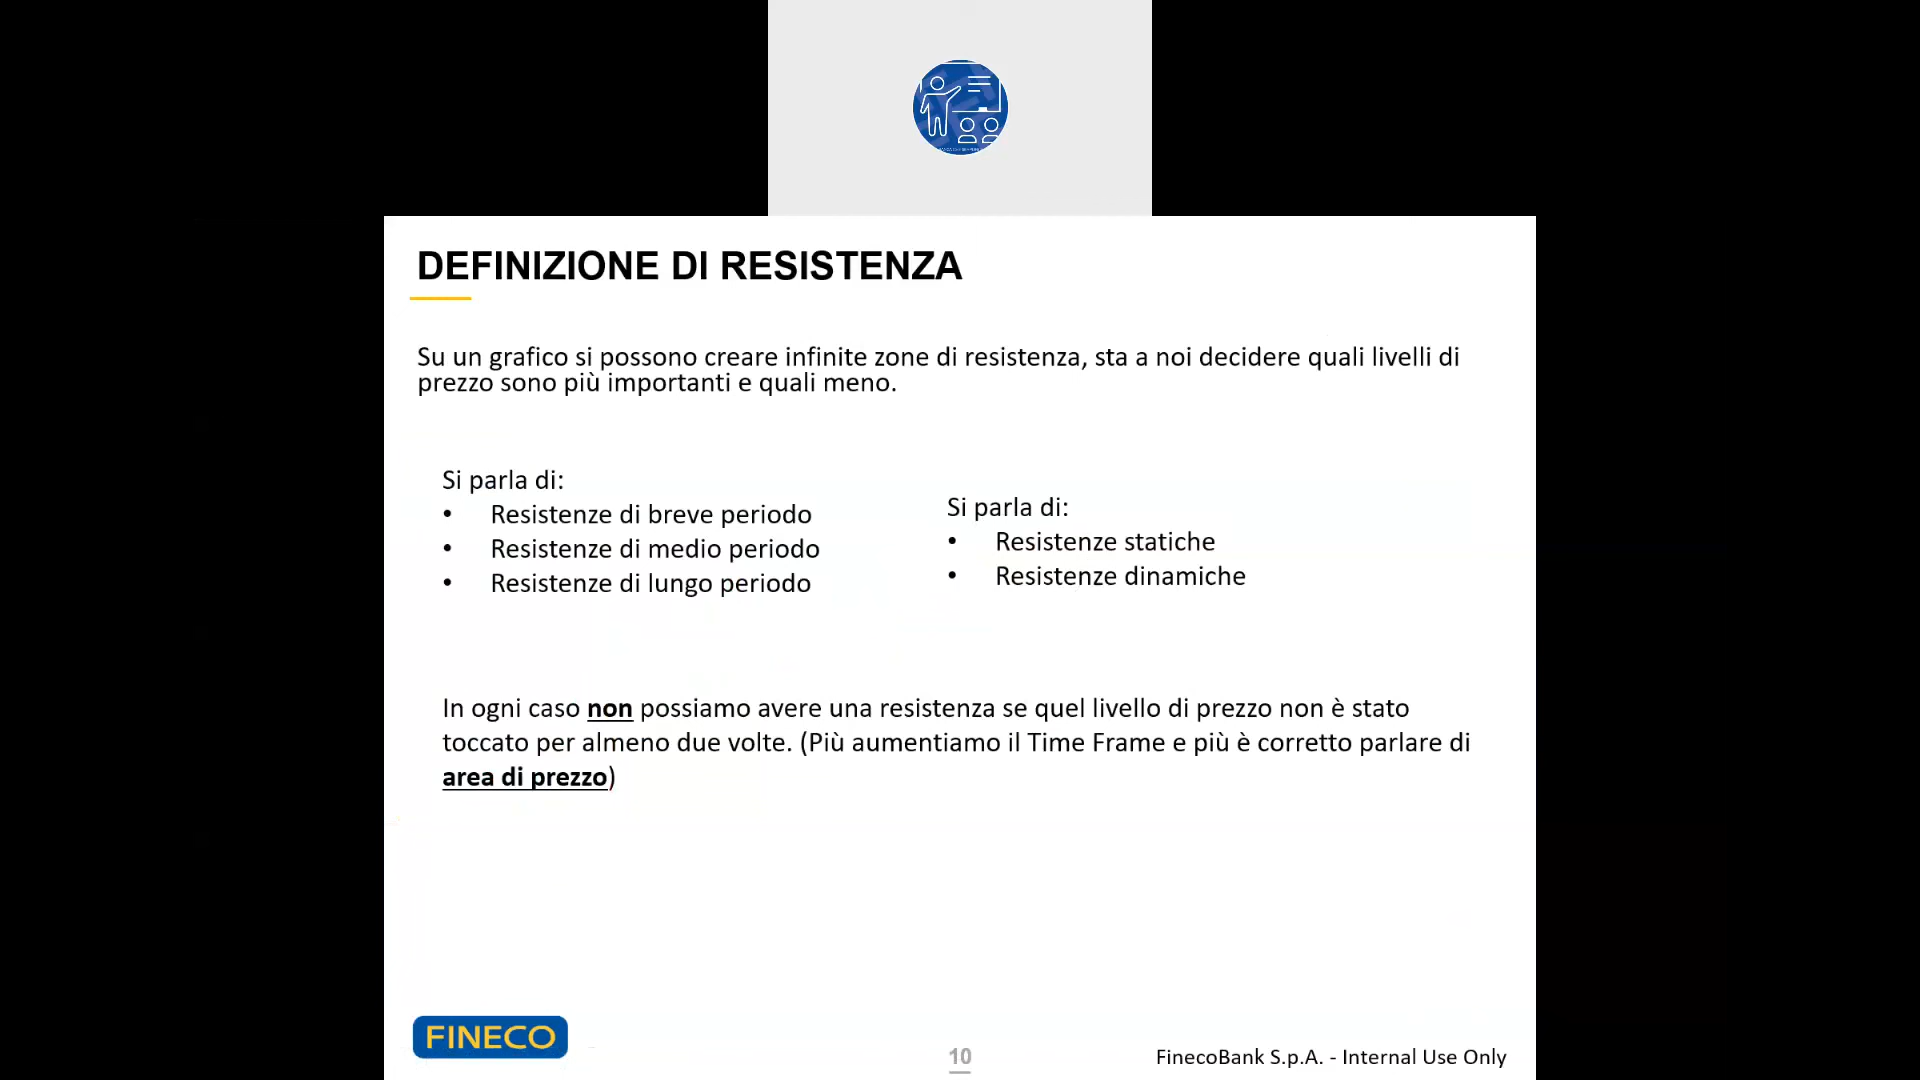 DEFINIZIONE DI RESISTENZA
Su un grafico si possono creare infinite zone di resistenza, sta a noi decidere quali livelli di
prezzo sono più importanti e quali meno.
Si parla di:
• Resistenze di breve periodo
• Resistenze di medio periodo
• Resistenze di lungo periodo
Si parla di:
• Resistenze statiche
• Resistenze dinamiche
In ogni caso non possiamo avere una resistenza se quel livello di prezzo non è stato
toccato per almeno due volte. (Più aumentiamo il Time Frame e più è corretto parlare di
area di prezzo)
FINECO
10
FinecoBank S.p.A. - Internal Use Only